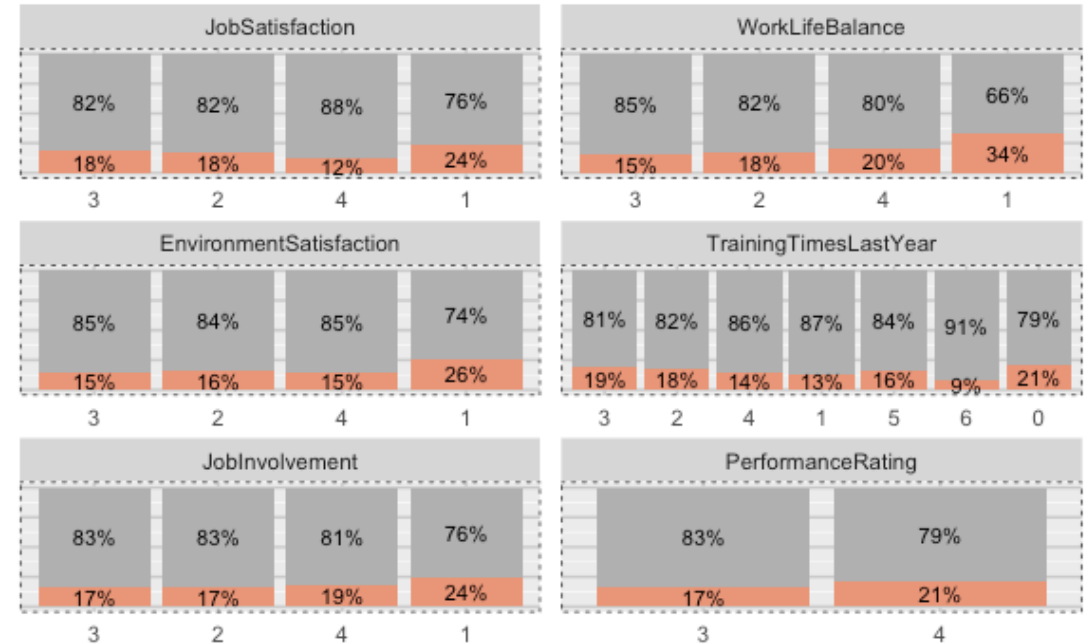 JobSatisfaction
82% 82% 88% 76%
18% 18% 12% 24%
3 2 4 1
WorkLifeBalance
85% 82% 80% 66%
15% 18% 20% 34%
3 2 4 1
EnvironmentSatisfaction
85% 84% 85% 74%
15% 16% 15% 26%
3 2 4 1
TrainingTimesLastYear
81% 82% 86% 87% 84% 91% 79%
19% 18% 14% 13% 16% 9% 21%
3 2 4 1 5 6 0
JobInvolvement
83% 83% 81% 76%
17% 17% 19% 24%
3 2 4 1
PerformanceRating
83% 79%
17% 21%
3 4